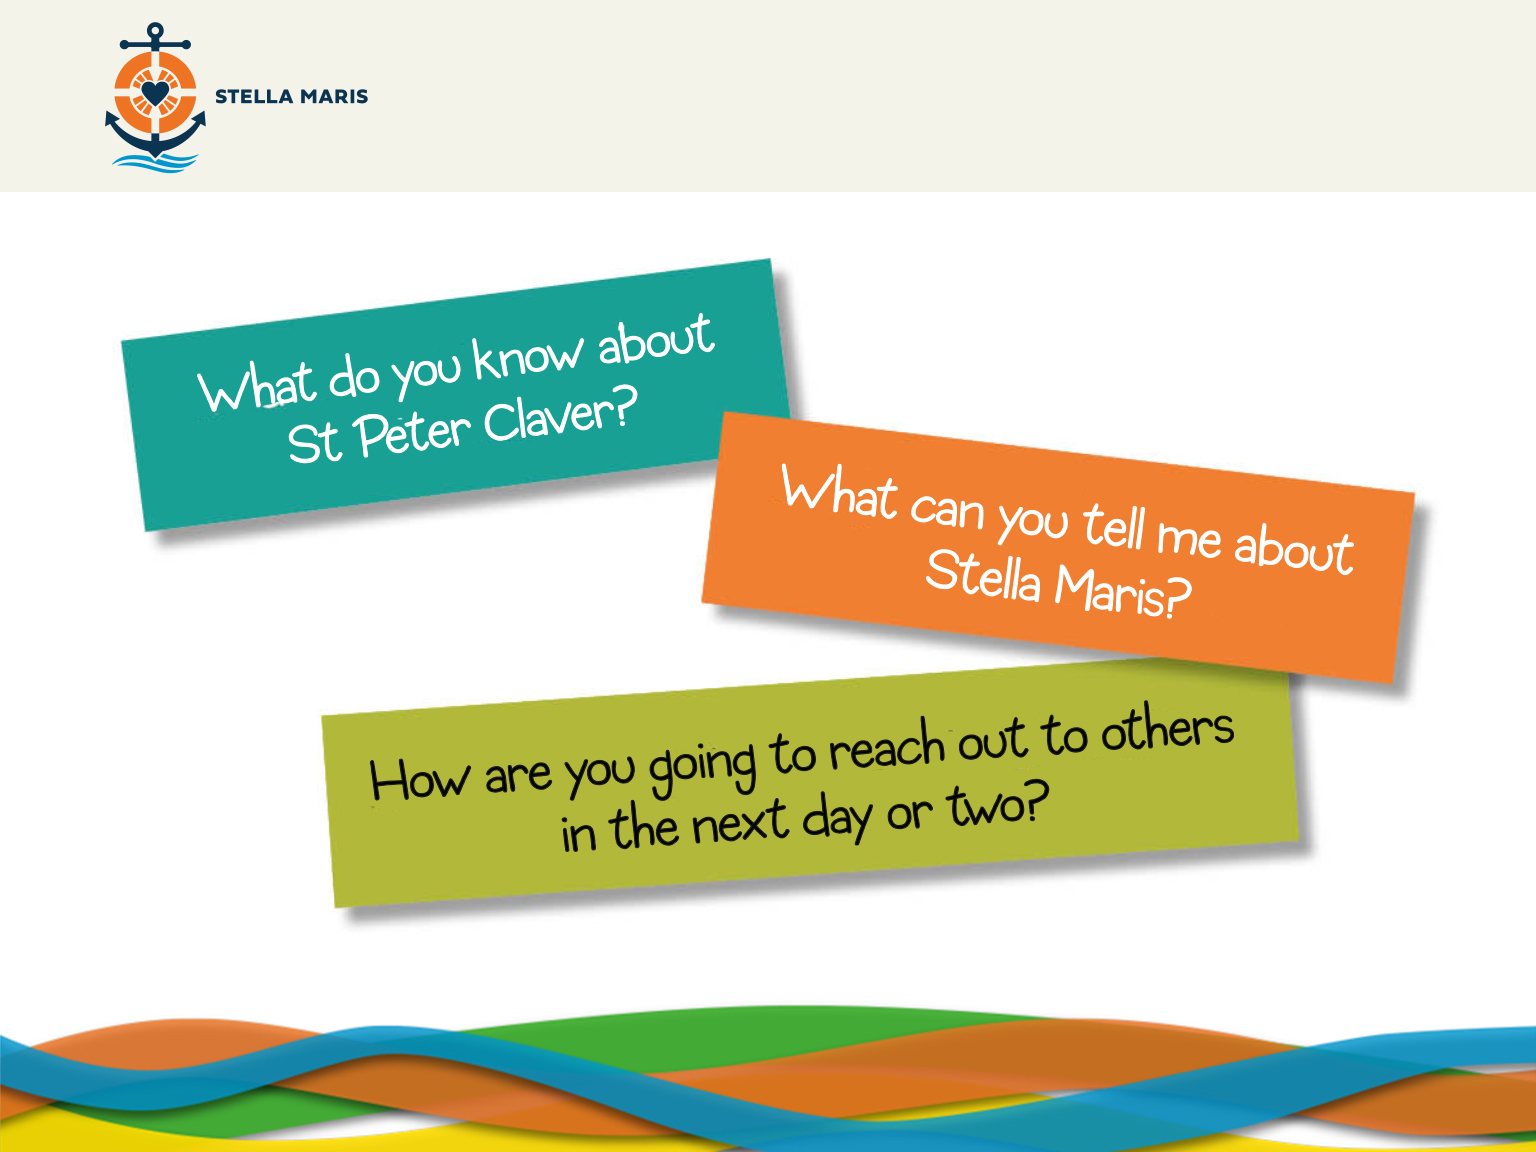 STELLA MARIS
What do you know about
St Peter Claver?
What can you tell me about
Stella Maris?
How are you going to reach out to others
in the next day or two?